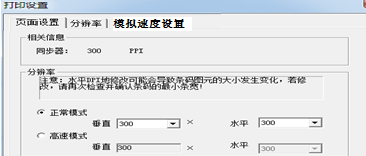 打印设置
页面设置 分辨率 模拟速度设置
相关信息
同步器: 300 PPI
分辨率
注意: 水平DPI地修改可能会导致条码图元的大小发生变化, 若修
改, 请再次检查并确认条码的最小条宽!
正常模式
垂直 300 × 水平 300
高速模式
垂直 300 × 水平 300